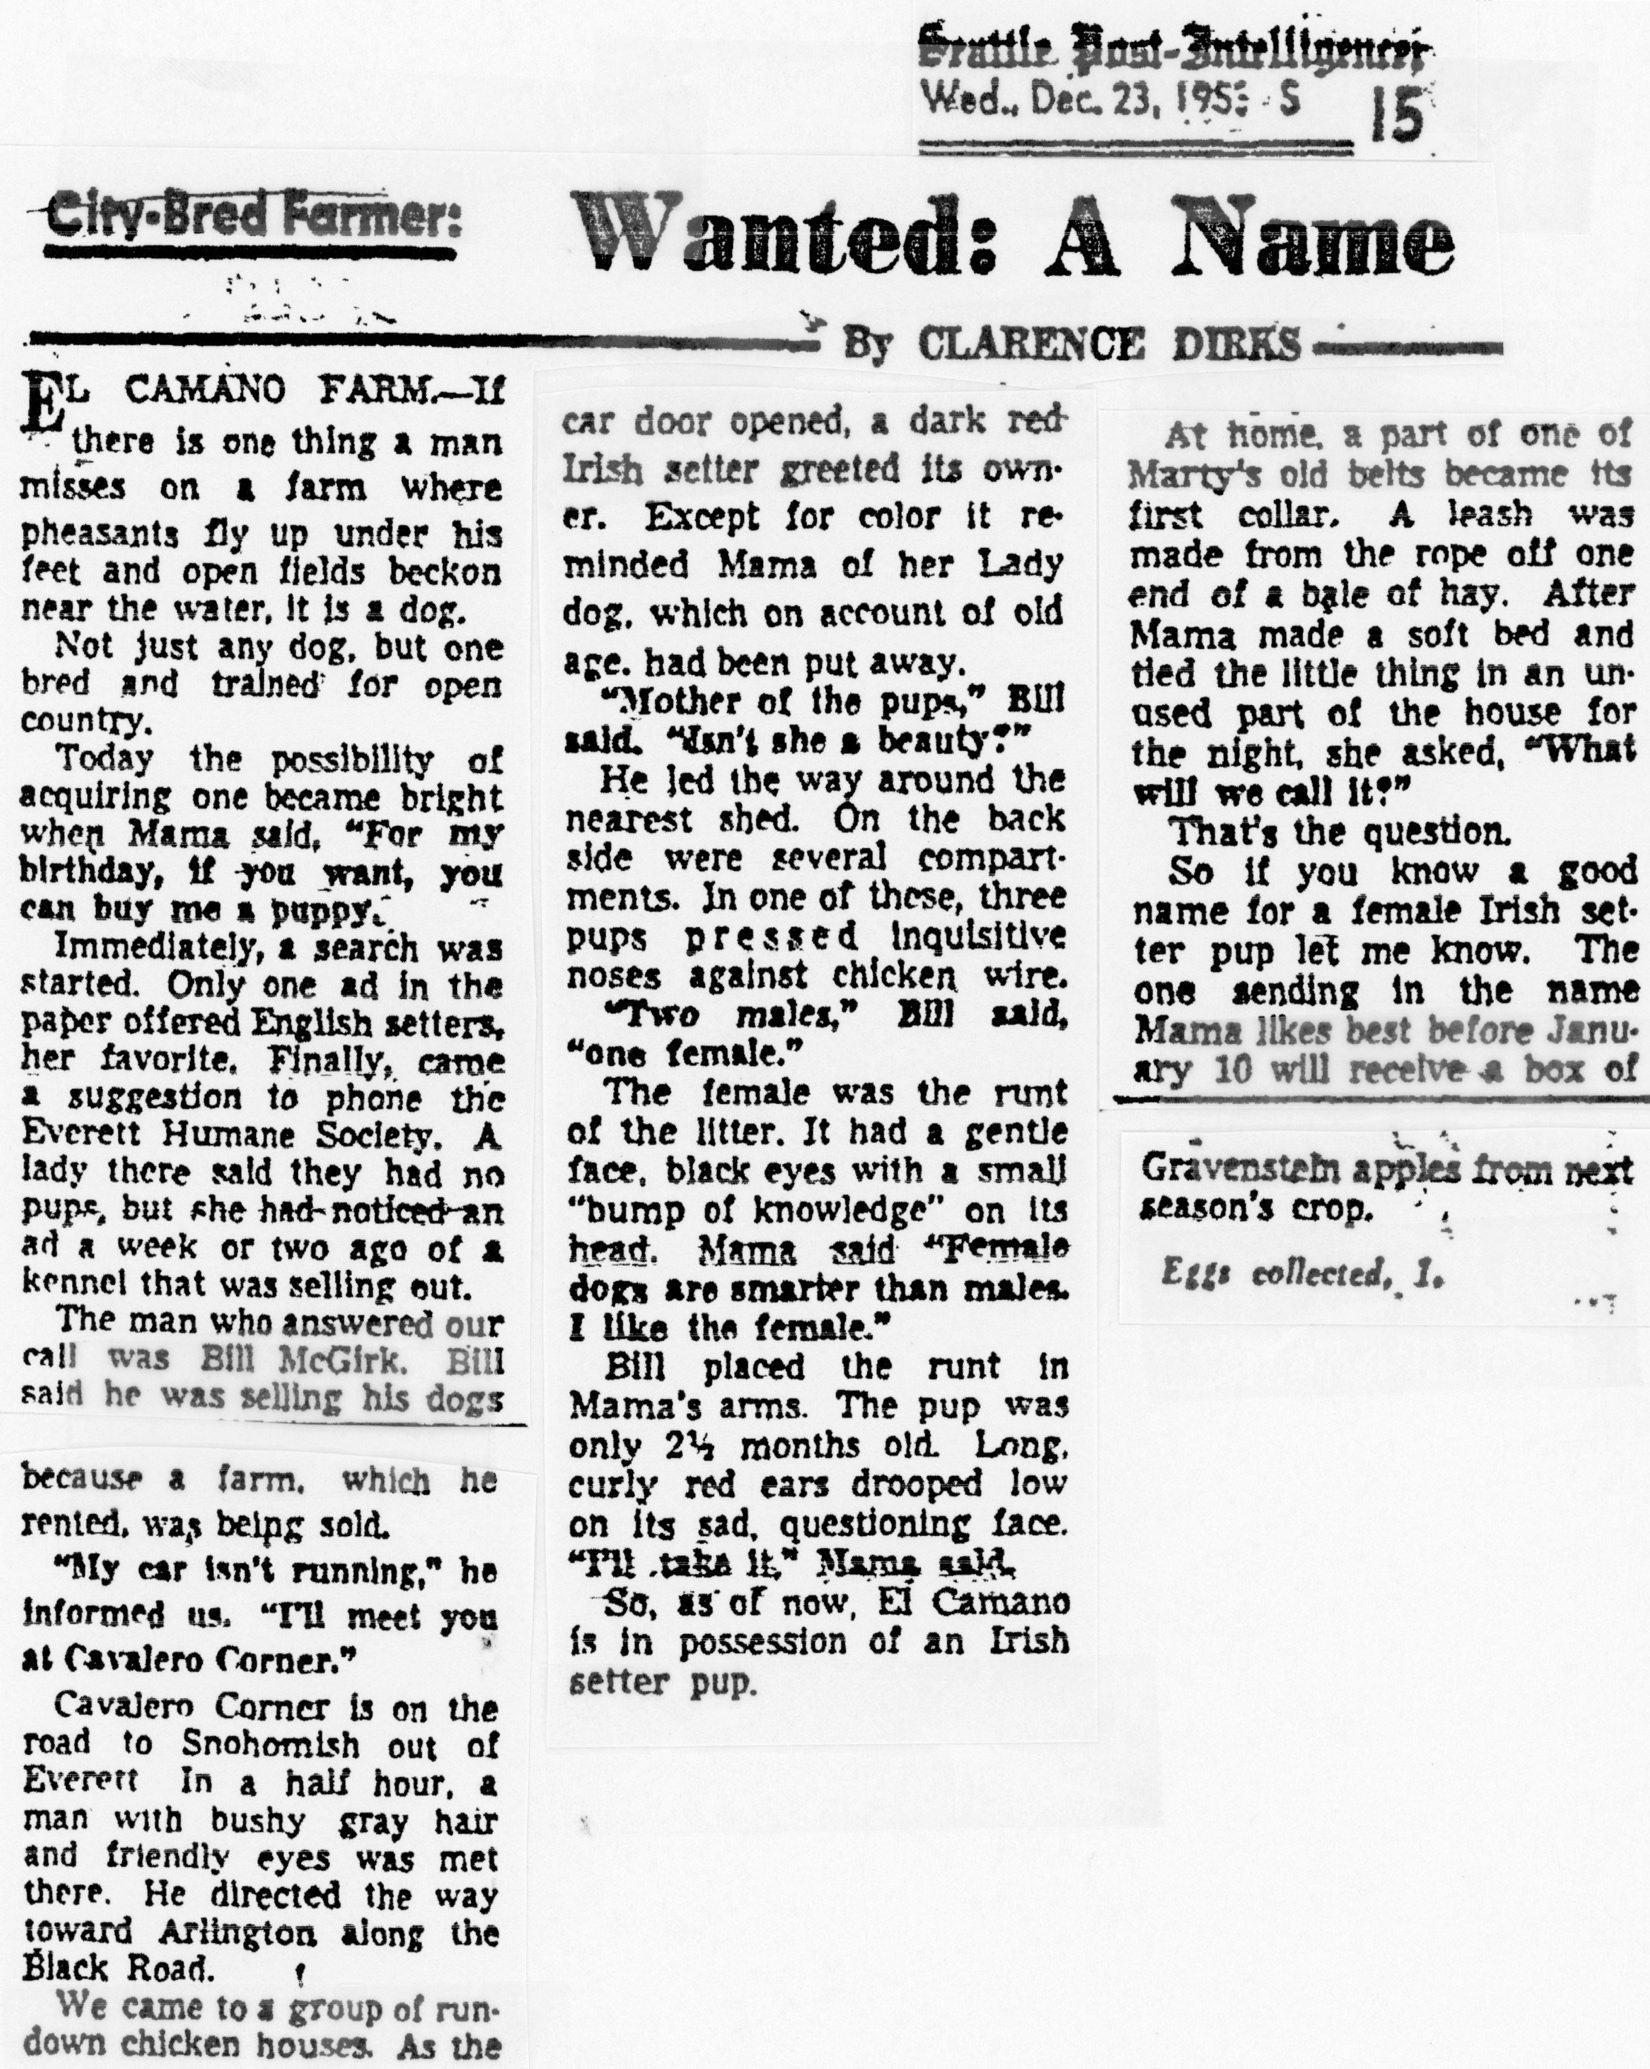 Seattle Post-Intelligencer
Wed., Dec. 23, 195 S 15
City-Bred Farmer:
Wanted: A Name
By CLARENCE DIRKS
EL CAMANO FARM.—If
there is one thing a man
misses on a farm where
pheasants fly up under his
feet and open fields beckon
near the water, it is a dog.
Not just any dog, but one
bred and trained for open
country.
Today the possibility of
acquiring one became bright
when Mama said, "For my
birthday, if you want, you
can buy me a puppy.
Immediately, a search was
started. Only one ad in the
paper offered English setters,
her favorite. Finally, came
a suggestion to phone the
Everett Humane Society. A
lady there said they had no
pups, but she had noticed an
ad a week or two ago of a
kennel that was selling out.
The man who answered our
call was Bill McGirk. Bill
said he was selling his dogs
because a farm, which he
rented, was being sold.
"My car isn't running," he
informed us. "I'll meet you
at Cavalero Corner."
Cavalero Corner is on the
road to Snohomish out of
Everett In a half hour, a
man with bushy gray hair
and friendly eyes was met
there. He directed the way
toward Arlington along the
Black Road.
We came to a group of run-
down chicken houses. As the
car door opened, a dark red
Irish setter greeted its own-
er. Except for color it re-
minded Mama of her Lady
dog, which on account of old
age, had been put away.
"Mother of the pups," Bill
said. "Isn't she a beauty?"
He led the way around the
nearest shed. On the back
side were several compart-
ments. In one of these, three
pups pressed inquisitive
noses against chicken wire.
"Two males," Bill said,
"one female."
The female was the runt
of the litter. It had a gentle
face, black eyes with a small
"bump of knowledge" on its
head. Mama said "Female
dogs are smarter than males.
I like the female."
Bill placed the runt in
Mama's arms. The pup was
only 2½ months old. Long,
curly red ears drooped low
on its sad, questioning face.
"I'll take it," Mama said.
So, as of now, El Camano
is in possession of an Irish
setter pup.
At home, a part of one of
Marty's old belts became its
first collar. A leash was
made from the rope off one
end of a bale of hay. After
Mama made a soft bed and
tied the little thing in an un-
used part of the house for
the night, she asked, "What
will we call it?"
That's the question.
So if you know a good
name for a female Irish set-
ter pup let me know. The
one sending in the name
Mama likes best before Janu-
ary 10 will receive a box of
Gravenstein apples from next
season's crop.
Eggs collected, 1.